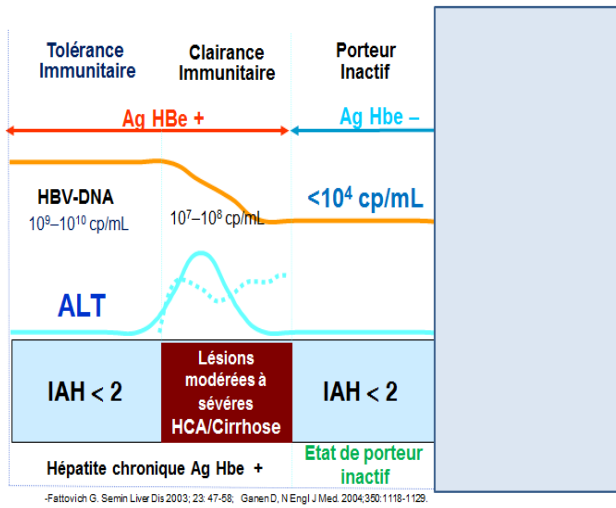 Tolérance
Immunitaire
Clairance
Immunitaire
Porteur
Inactif
Ag HBe +
Ag Hbe –
HBV-DNA
10⁹–10¹⁰ cp/mL
10⁷–10⁸ cp/mL
<10⁴ cp/mL
ALT
IAH < 2
Lésions
modérées à
sévéres
HCA/Cirrhose
IAH < 2
Hépatite chronique Ag Hbe +
Etat de porteur
inactif
-Fattovich G. Semin Liver Dis 2003; 23: 47-58; Ganen D, N Engl J Med. 2004;350:1118-1129.